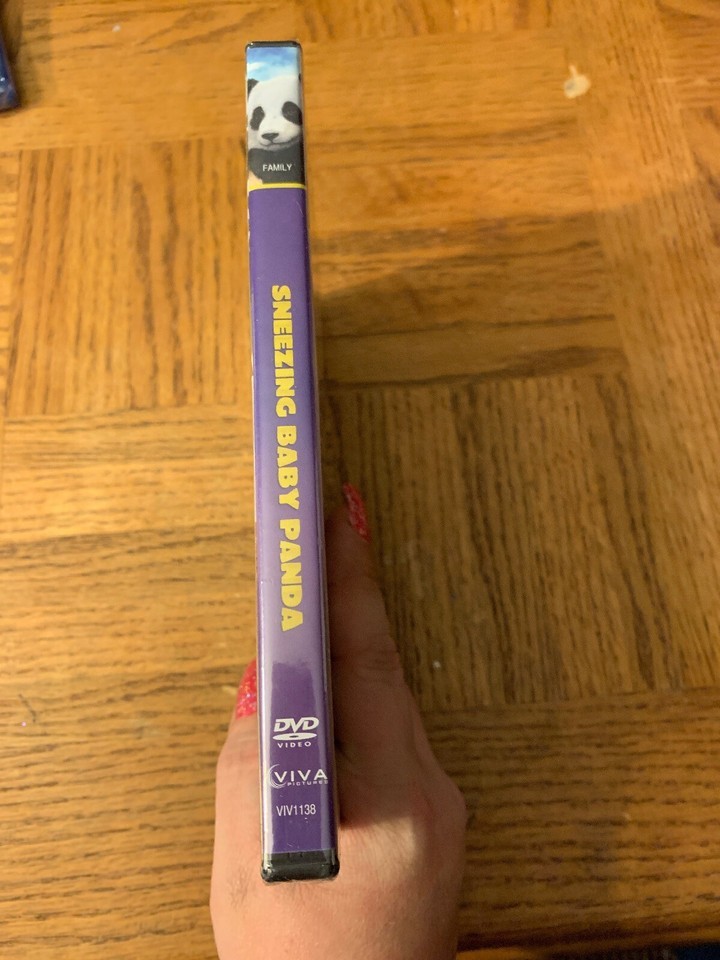 FAMILY
SNEEZING BABY PANDA
DVD
VIDEO
VIVA
PICTURES
VIV1138